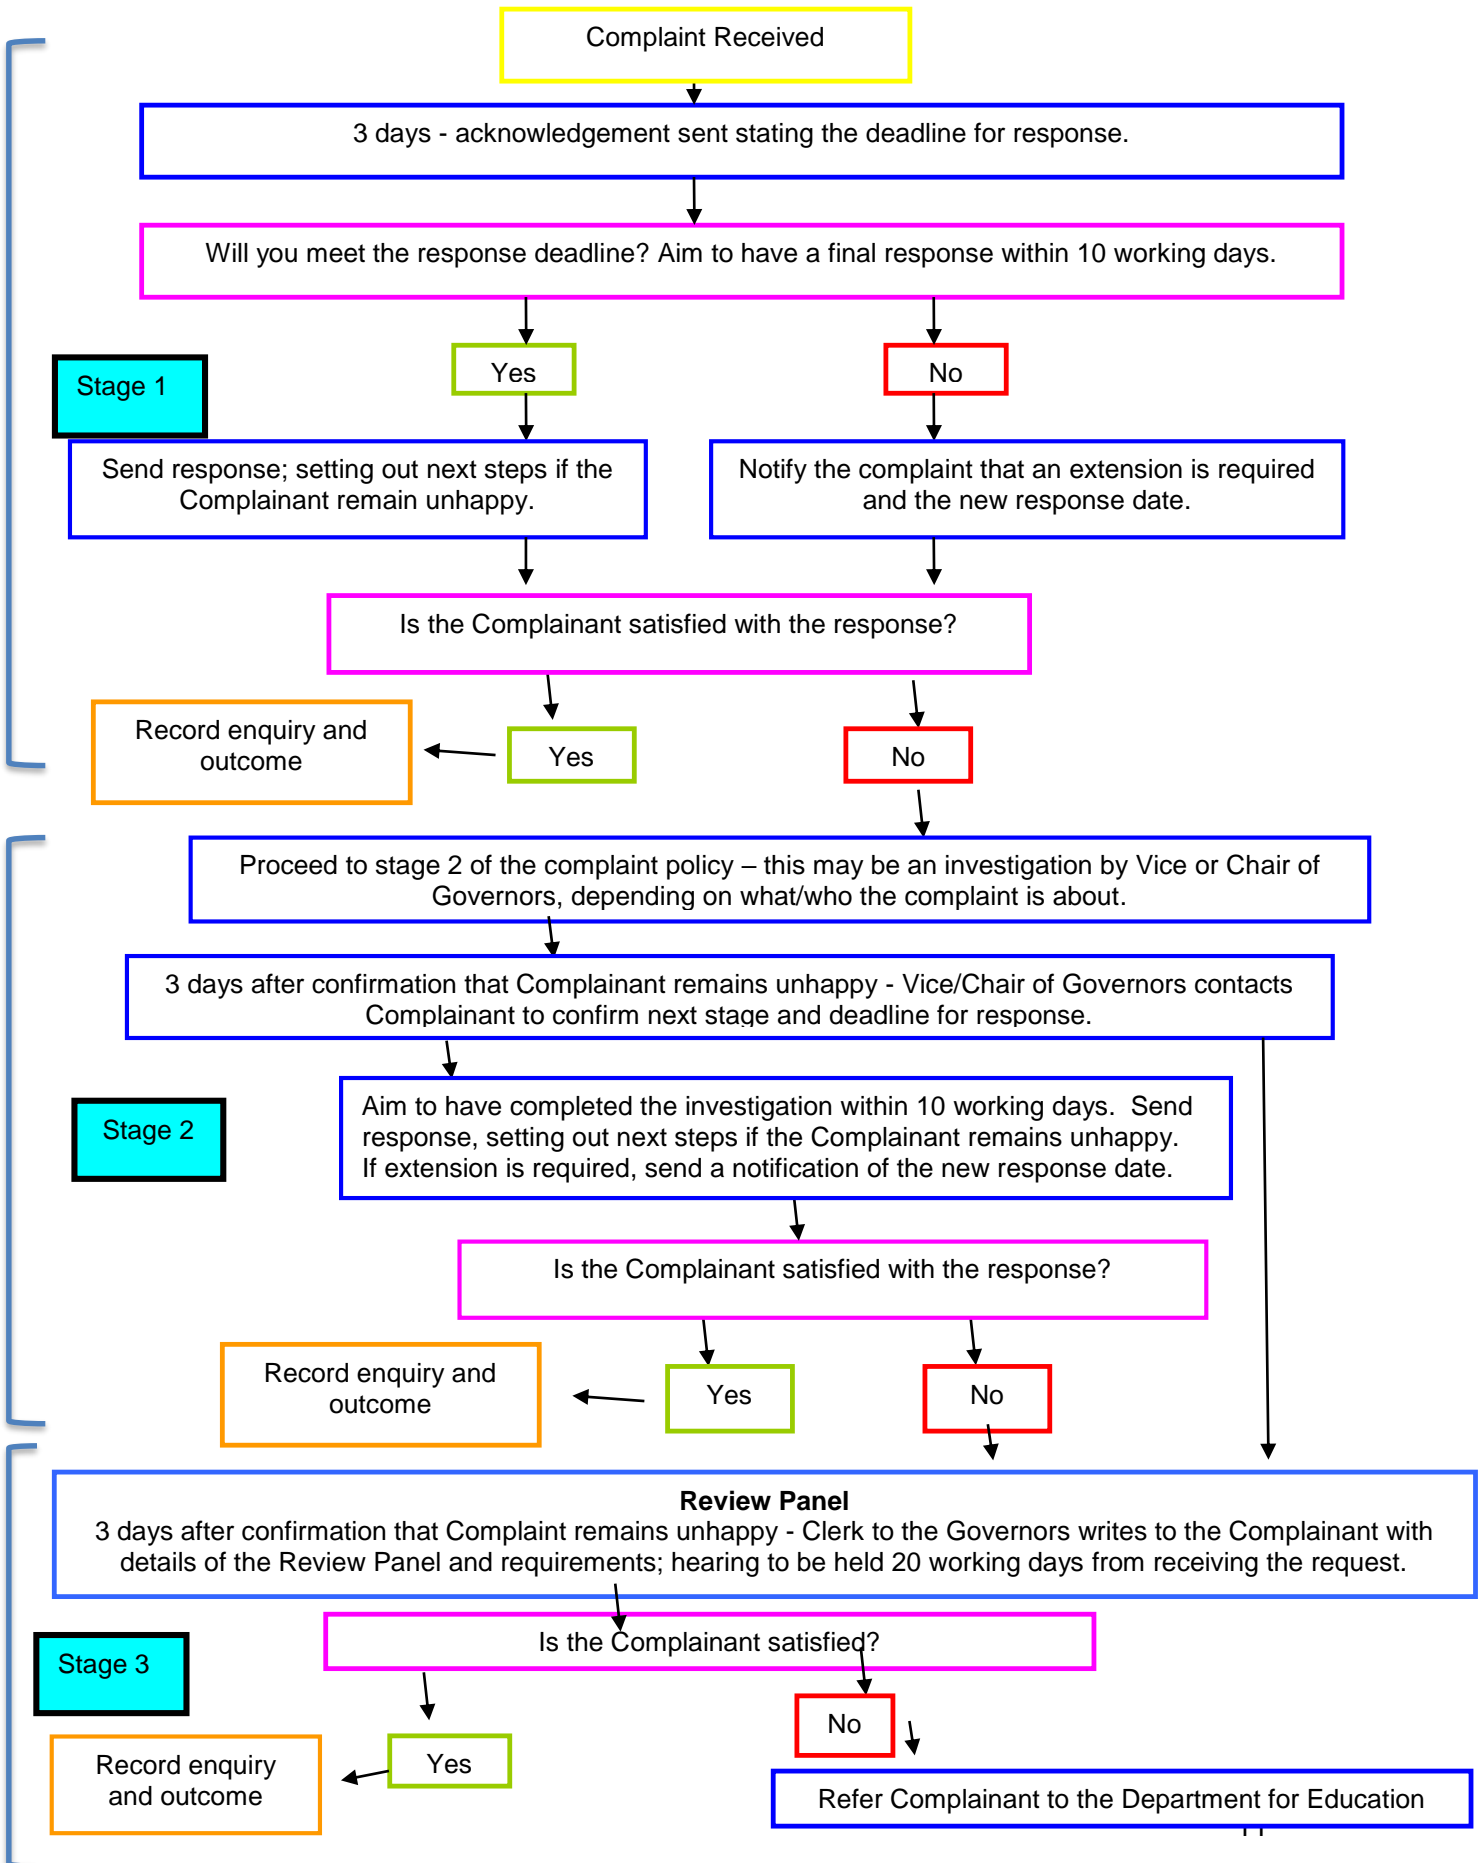 Complaint Received
3 days - acknowledgement sent stating the deadline for response.
Will you meet the response deadline? Aim to have a final response within 10 working days.
Yes
No
Stage 1
Send response; setting out next steps if the
Complainant remain unhappy.
Notify the complaint that an extension is required
and the new response date.
Is the Complainant satisfied with the response?
Record enquiry and
outcome
Yes
No
Proceed to stage 2 of the complaint policy – this may be an investigation by Vice or Chair of
Governors, depending on what/who the complaint is about.
3 days after confirmation that Complainant remains unhappy - Vice/Chair of Governors contacts
Complainant to confirm next stage and deadline for response.
Stage 2
Aim to have completed the investigation within 10 working days.  Send
response, setting out next steps if the Complainant remains unhappy.
If extension is required, send a notification of the new response date.
Is the Complainant satisfied with the response?
Record enquiry and
outcome
Yes
No
Review Panel
3 days after confirmation that Complaint remains unhappy - Clerk to the Governors writes to the Complainant with
details of the Review Panel and requirements; hearing to be held 20 working days from receiving the request.
Is the Complainant satisfied?
Stage 3
No
Record enquiry
and outcome
Yes
Refer Complainant to the Department for Education